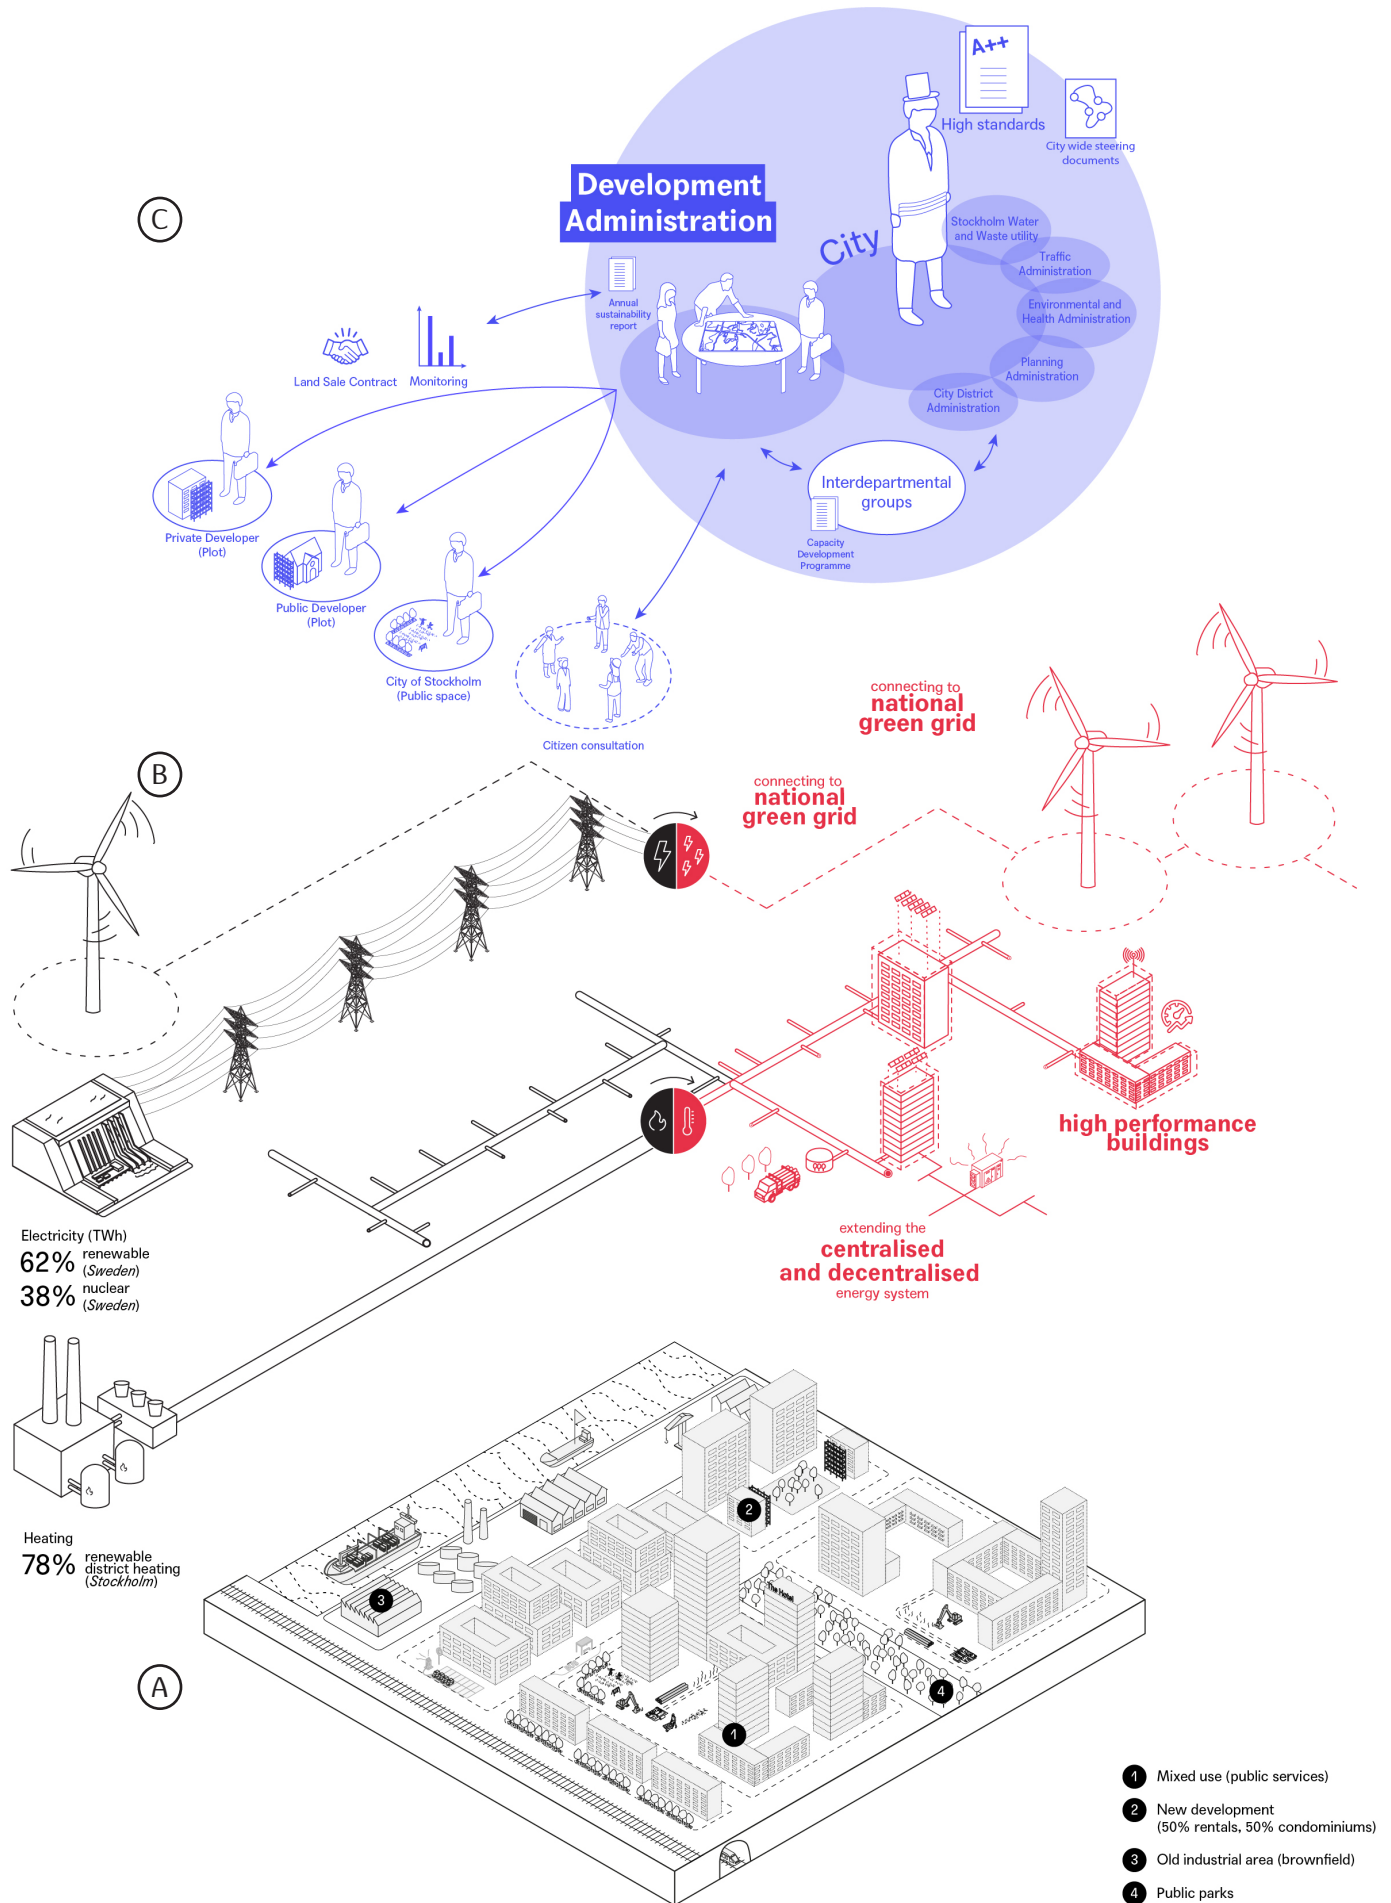 A++
High standards
City wide steering
documents
Development
Administration
C
City
Stockholm Water
and Waste utility
Traffic
Administration
Environmental and
Health Administration
Planning
Administration
City District
Administration
Annual
sustainability
report
Land Sale Contract
Monitoring
Interdepartmental
groups
Capacity
Development
Programme
Private Developer
(Plot)
Public Developer
(Plot)
City of Stockholm
(Public space)
Citizen consultation
connecting to
national
green grid
B
connecting to
national
green grid
high performance
buildings
extending the
centralised
and decentralised
energy system
Electricity (TWh)
62% renewable
(Sweden)
38% nuclear
(Sweden)
Heating
78% renewable
district heating
(Stockholm)
A
The Hotel
2
3
4
1
1 Mixed use (public services)
2 New development
(50% rentals, 50% condominiums)
3 Old industrial area (brownfield)
4 Public parks